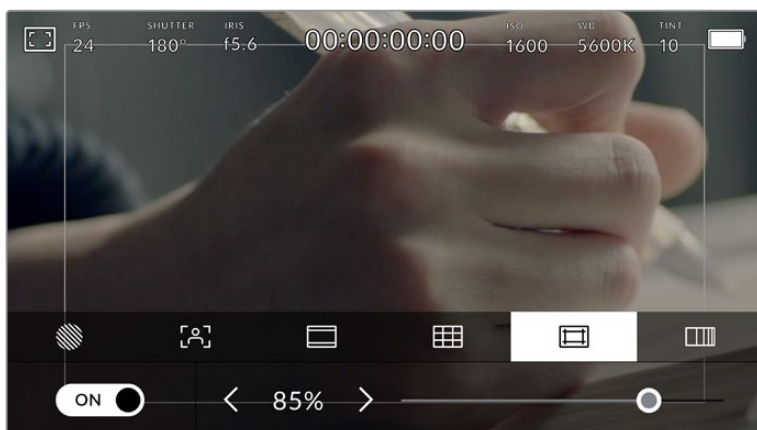 FPS SHUTTER IRIS ISO WB TINT
24 180° f5.6 00:00:00:00 1600 5600K 10
ON 85%